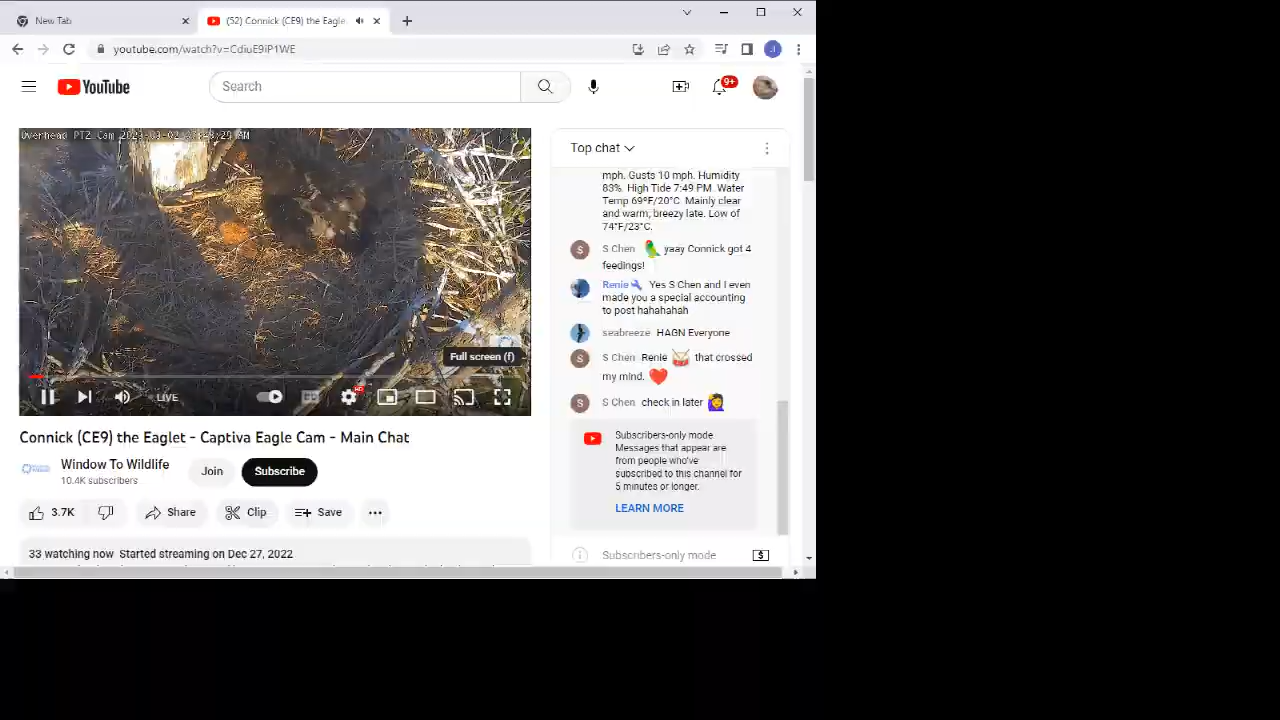 New Tab
(52) Connick (CE9) the Eaglet
youtube.com/watch?v=CdiuE9iP1WE
YouTube
Search
9+
Overhead PTZ Cam
Full screen (f)
LIVE
HD
Top chat
mph. Gusts 10 mph. Humidity
83%. High Tide 7:49 PM. Water
Temp 69ºF/20°C. Mainly clear
and warm; breezy late. Low of
74°F/23°C.
S Chen yaay Connick got 4
feedings!
Renie Yes S Chen and I even
made you a special accounting
to post hahahahah
seabreeze HAGN Everyone
S Chen Renie 🥁 that crossed
my mind. ❤️
S Chen check in later 🙋‍♀️
Subscribers-only mode
Messages that appear are
from people who've
subscribed to this channel for
5 minutes or longer.
LEARN MORE
Subscribers-only mode
Connick (CE9) the Eaglet - Captiva Eagle Cam - Main Chat
Window To Wildlife
10.4K subscribers
Join
Subscribe
3.7K
Share
Clip
Save
33 watching now Started streaming on Dec 27, 2022